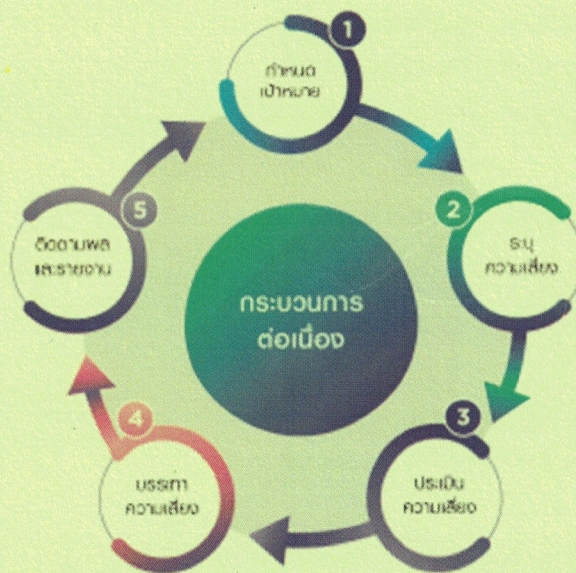 1
กำหนด
เป้าหมาย
2
ระบุ
ความเสี่ยง
3
ประเมิน
ความเสี่ยง
4
บรรเทา
ความเสี่ยง
5
ติดตามผล
และรายงาน
กระบวนการ
ต่อเนื่อง